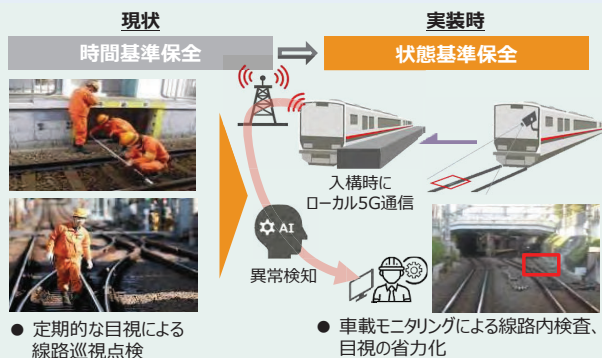 現状
実装時
時間基準保全
状態基準保全
入構時に
ローカル5G通信
AI
異常検知
● 定期的な目視による
線路巡視点検
● 車載モニタリングによる線路内検査、
目視の省力化